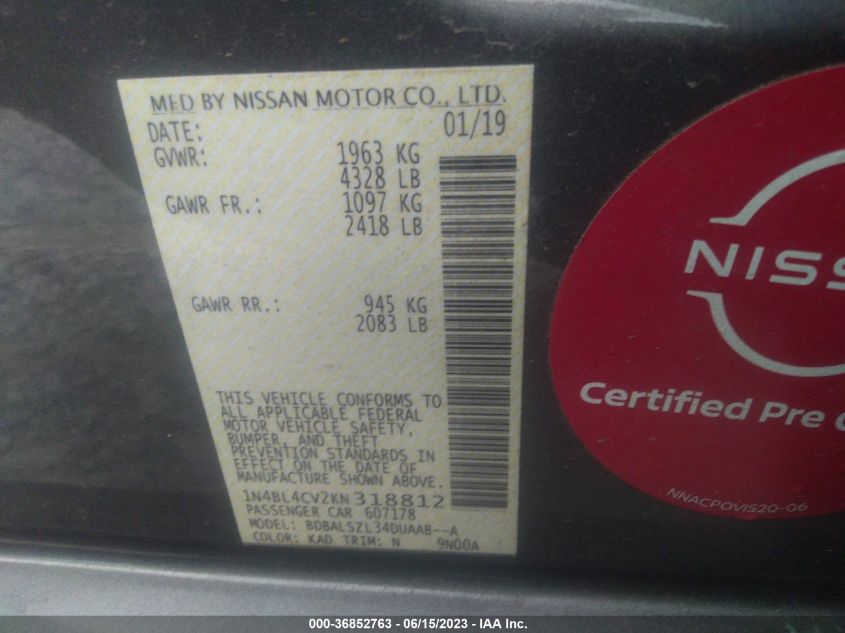 MFD BY NISSAN MOTOR CO., LTD.
DATE: 01/19
GVWR: 1963 KG
4328 LB
GAWR FR.: 1097 KG
2418 LB
GAWR RR.: 945 KG
2083 LB
THIS VEHICLE CONFORMS TO
ALL APPLICABLE FEDERAL
MOTOR VEHICLE SAFETY,
BUMPER, AND THEFT
PREVENTION STANDARDS IN
EFFECT ON THE DATE OF
MANUFACTURE SHOWN ABOVE.
1N4BL4CV2KN318812
PASSENGER CAR 607178
MODEL: BDBALSZL34DUAAB--A
COLOR: KAD TRIM: N 9N00A
NISS
Certified Pre
NNACPOVIS20-06
000-36852763 - 06/15/2023 - IAA Inc.